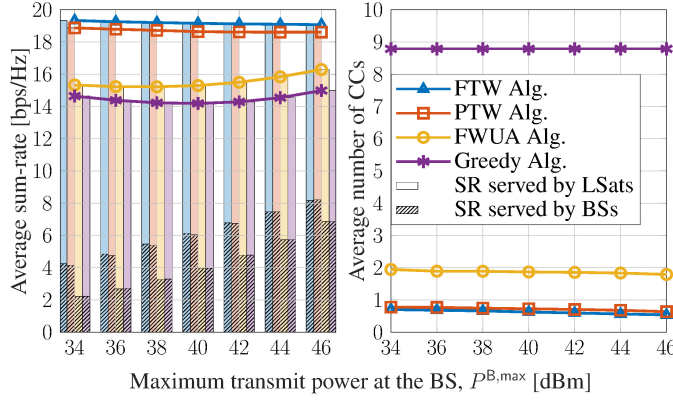 Average sum-rate [bps/Hz]
20
18
16
14
12
10
8
6
4
2
0
34 36 38 40 42 44 46
Average number of CCs
10
9
8
7
6
5
4
3
2
1
0
34 36 38 40 42 44 46
FTW Alg.
PTW Alg.
FWUA Alg.
Greedy Alg.
SR served by LSats
SR served by BSs
Maximum transmit power at the BS, P^{B,max} [dBm]